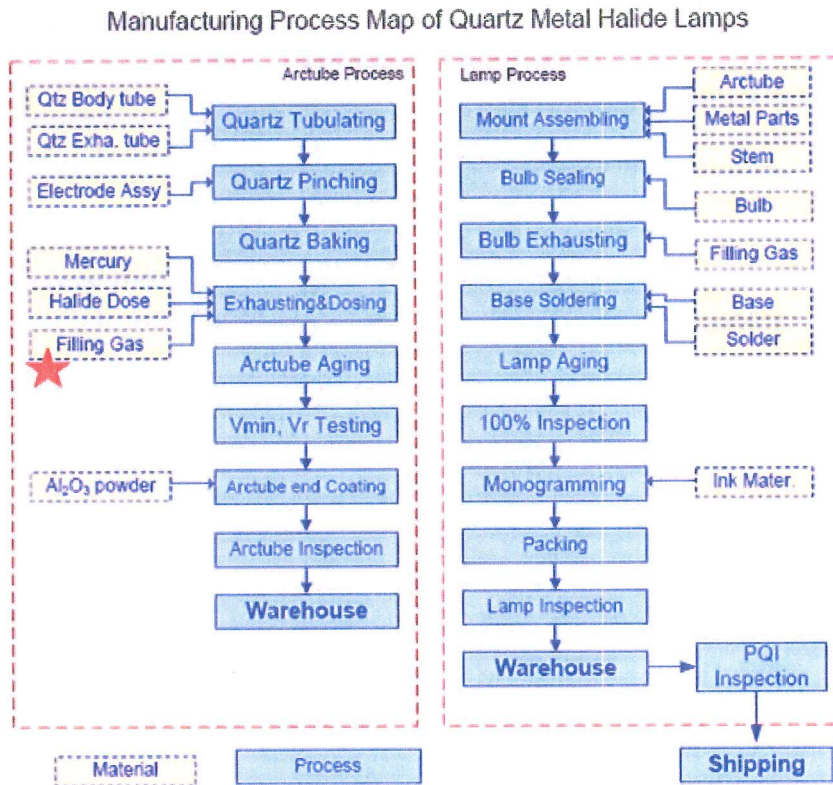 Manufacturing Process Map of Quartz Metal Halide Lamps
Arctube Process
Qtz Body tube
Qtz Exha. tube
Quartz Tubulating
Electrode Assy
Quartz Pinching
Quartz Baking
Mercury
Halide Dose
Filling Gas
Exhausting&Dosing
Arctube Aging
Vmin, Vr Testing
Al₂O₃ powder
Arctube end Coating
Arctube Inspection
Warehouse
Lamp Process
Arctube
Metal Parts
Stem
Mount Assembling
Bulb Sealing
Bulb
Bulb Exhausting
Filling Gas
Base Soldering
Base
Solder
Lamp Aging
100% Inspection
Monogramming
Ink Mater.
Packing
Lamp Inspection
Warehouse
PQI
Inspection
Shipping
Material
Process